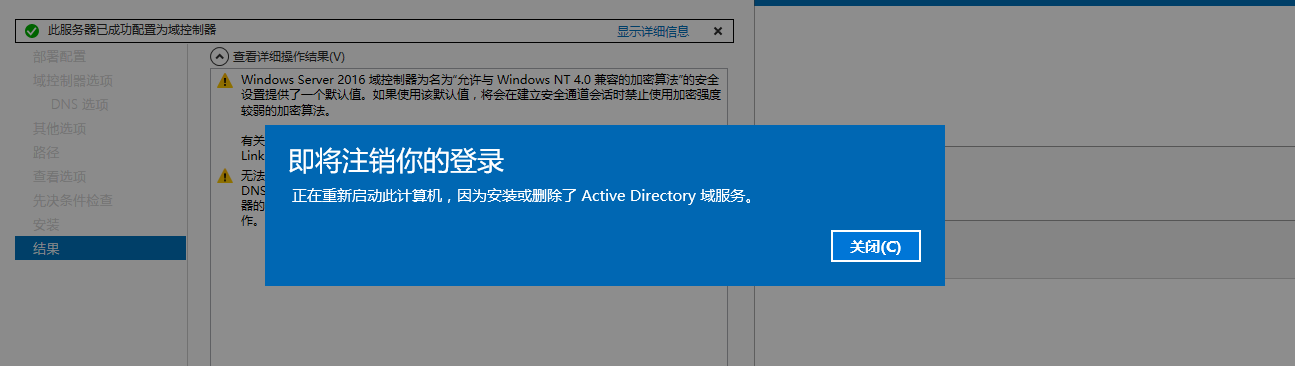 此服务器已成功配置为域控制器
显示详细信息
部署配置
域控制器选项
DNS 选项
其他选项
路径
查看选项
先决条件检查
安装
结果
查看详细操作结果(V)
Windows Server 2016 域控制器为名为“允许与 Windows NT 4.0 兼容的加密算法”的安全
设置提供了一个默认值。如果使用该默认值，将会在建立安全通道会话时禁止使用加密强度
较弱的加密算法。
有关
Link
无法
DNS
器的
作。
即将注销你的登录
正在重新启动此计算机，因为安装或删除了 Active Directory 域服务。
关闭(C)